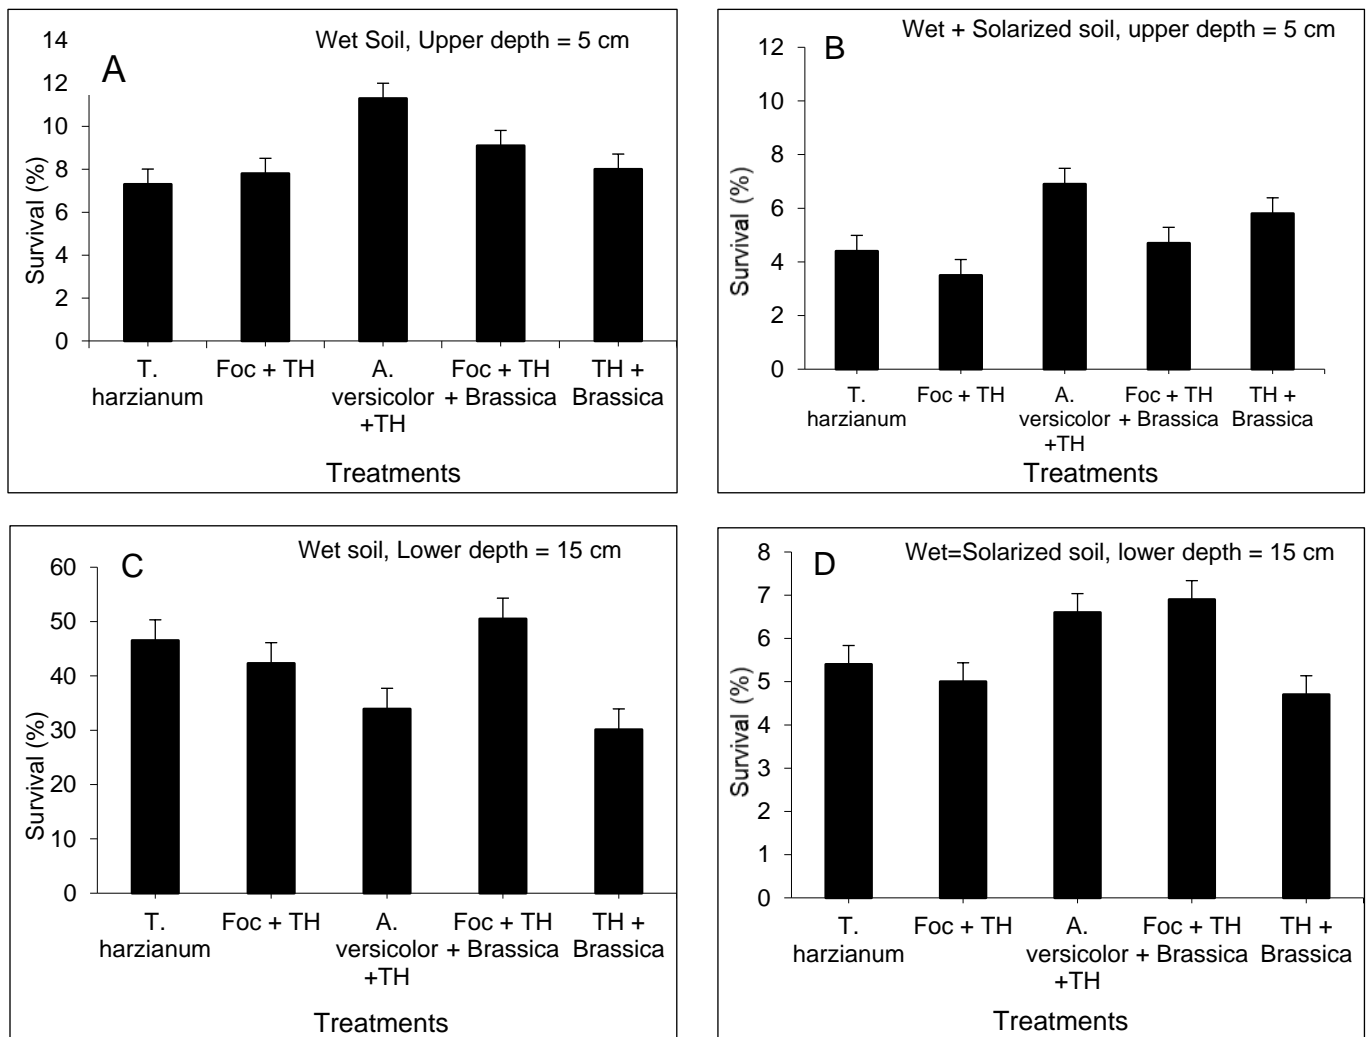 Wet Soil, Upper depth = 5 cm
A
Survival (%)
14
12
10
8
6
4
2
0
T. harzianum
Foc + TH
A. versicolor +TH
Foc + TH + Brassica
TH + Brassica
Treatments
Wet + Solarized soil, upper depth = 5 cm
B
Survival (%)
12
10
8
6
4
2
0
T. harzianum
Foc + TH
A. versicolor +TH
Foc + TH + Brassica
TH + Brassica
Treatments
Wet soil, Lower depth = 15 cm
C
Survival (%)
60
50
40
30
20
10
0
T. harzianum
Foc + TH
A. versicolor +TH
Foc + TH + Brassica
TH + Brassica
Treatments
Wet=Solarized soil, lower depth = 15 cm
D
Survival (%)
8
7
6
5
4
3
2
1
0
T. harzianum
Foc + TH
A. versicolor +TH
Foc + TH + Brassica
TH + Brassica
Treatments